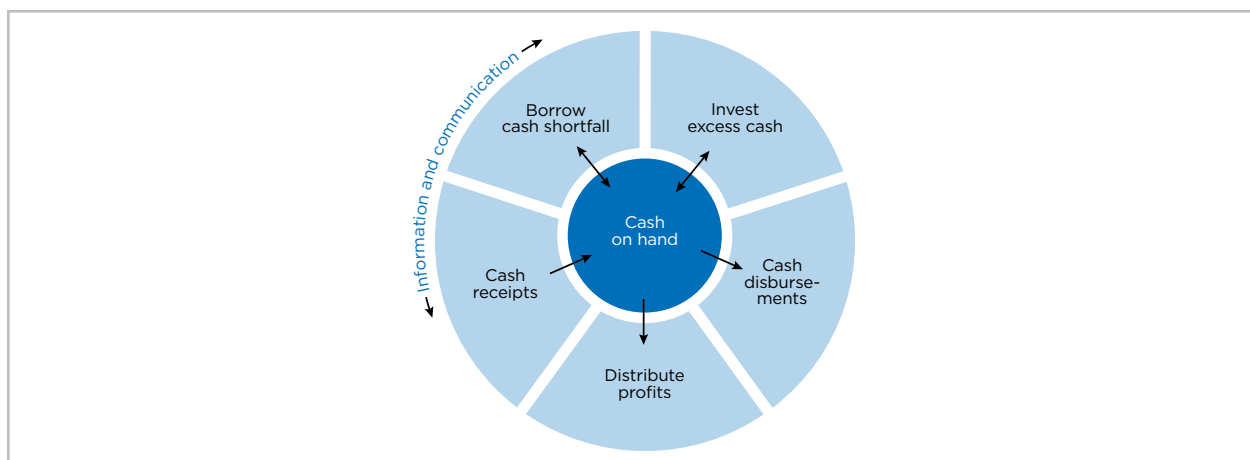 Information and communication
Borrow
cash shortfall
Invest
excess cash
Cash
on hand
Cash
receipts
Cash
disburse-
ments
Distribute
profits